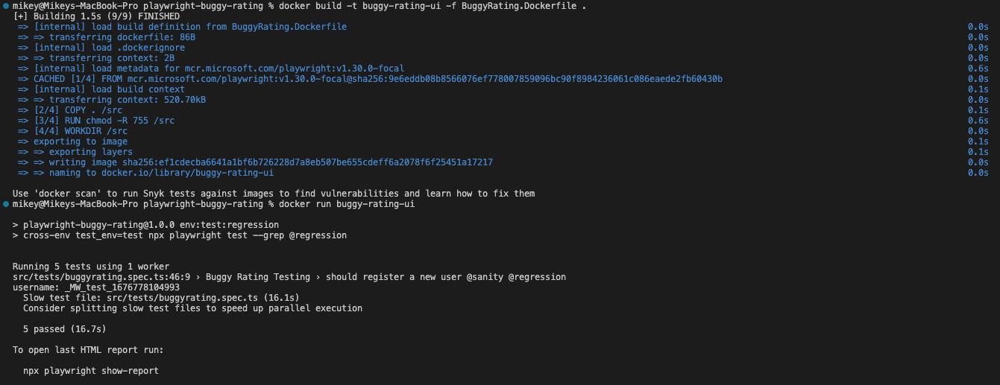 mikey@Mikeys-MacBook-Pro playwright-buggy-rating % docker build -t buggy-rating-ui -f BuggyRating.Dockerfile .
[+] Building 1.5s (9/9) FINISHED
=> [internal] load build definition from BuggyRating.Dockerfile 0.0s
=> => transferring dockerfile: 86B 0.0s
=> [internal] load .dockerignore 0.0s
=> => transferring context: 2B 0.0s
=> [internal] load metadata for mcr.microsoft.com/playwright:v1.30.0-focal 0.6s
=> CACHED [1/4] FROM mcr.microsoft.com/playwright:v1.30.0-focal@sha256:9e6eddb08b8566076ef778007859096bc90f8984236061c086eaede2fb60430b 0.0s
=> [internal] load build context 0.1s
=> => transferring context: 520.70kB 0.0s
=> [2/4] COPY . /src 0.1s
=> [3/4] RUN chmod -R 755 /src 0.6s
=> [4/4] WORKDIR /src 0.0s
=> exporting to image 0.1s
=> => exporting layers 0.1s
=> => writing image sha256:ef1cdecba6641a1bf6b726228d7a8eb507be655cdeff6a2078f6f25451a17217 0.0s
=> => naming to docker.io/library/buggy-rating-ui 0.0s
Use 'docker scan' to run Snyk tests against images to find vulnerabilities and learn how to fix them
mikey@Mikeys-MacBook-Pro playwright-buggy-rating % docker run buggy-rating-ui
> playwright-buggy-rating@1.0.0 env:test:regression
> cross-env test_env=test npx playwright test --grep @regression
Running 5 tests using 1 worker
src/tests/buggyrating.spec.ts:46:9 › Buggy Rating Testing › should register a new user @sanity @regression
username: _MW_test_1676778104993
Slow test file: src/tests/buggyrating.spec.ts (16.1s)
Consider splitting slow test files to speed up parallel execution
5 passed (16.7s)
To open last HTML report run:
npx playwright show-report